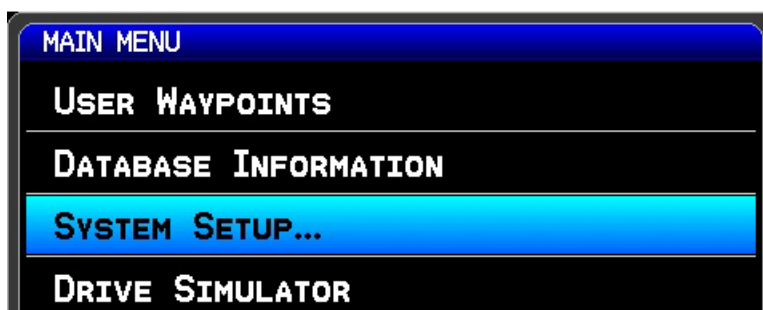 MAIN MENU
USER WAYPOINTS
DATABASE INFORMATION
SYSTEM SETUP...
DRIVE SIMULATOR